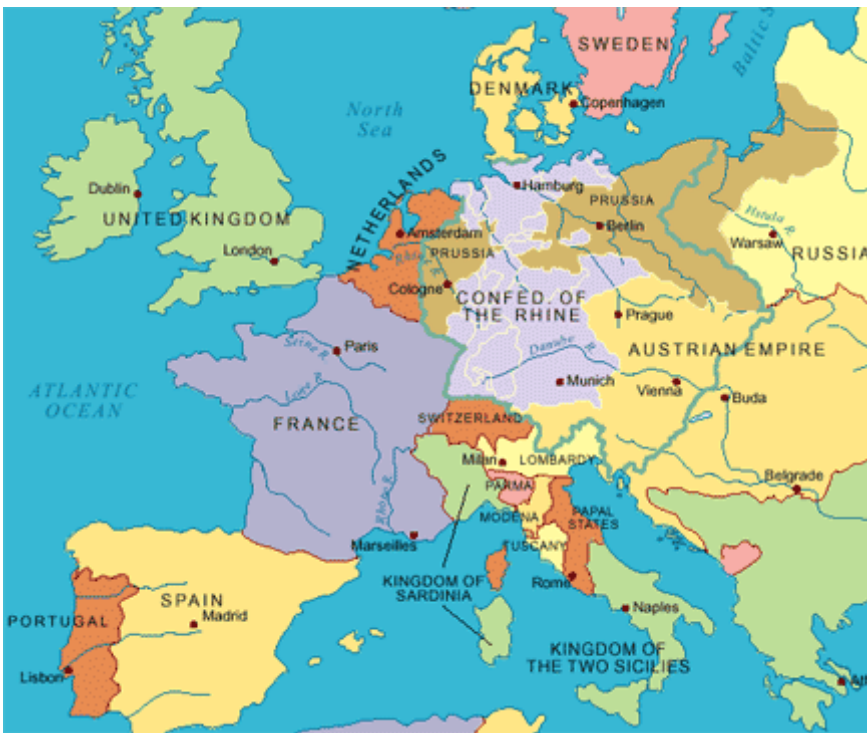 SWEDEN
Baltic S
DENMARK
Copenhagen
North
Sea
NETHERLANDS
Dublin
UNITED KINGDOM
London
Hamburg
PRUSSIA
Berlin
Amsterdam
Rhine R.
PRUSSIA
Cologne
Hstula R.
Warsaw
RUSSIA
CONFED. OF
THE RHINE
Prague
Paris
Seine R
Danube R.
AUSTRIAN EMPIRE
ATLANTIC
OCEAN
Munich
Vienna
Buda
FRANCE
SWITZERLAND
Milan
LOMBARDY
Belgrade
PARMA
Rhone R
MODENA
PAPAL
STATES
Marseilles
TUSCANY
KINGDOM OF
SARDINIA
Rome
SPAIN
Madrid
PORTUGAL
Naples
KINGDOM OF
THE TWO SICILIES
Lisbon
Ath